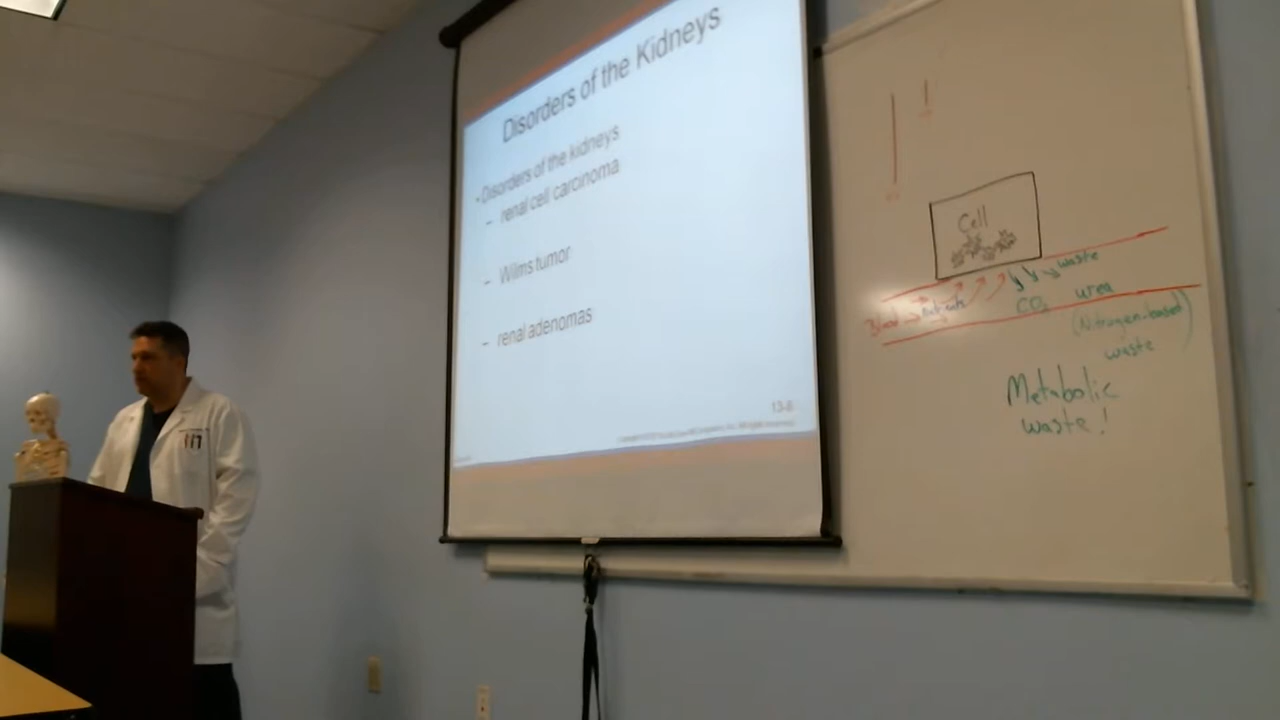 Disorders of the Kidneys
-Disorders of the kidneys
– renal cell carcinoma
– Wilms tumor
– renal adenomas
13-8
Cell
waste
Blood
CO₂ urea
(Nitrogen-based)
waste
Metabolic
waste!